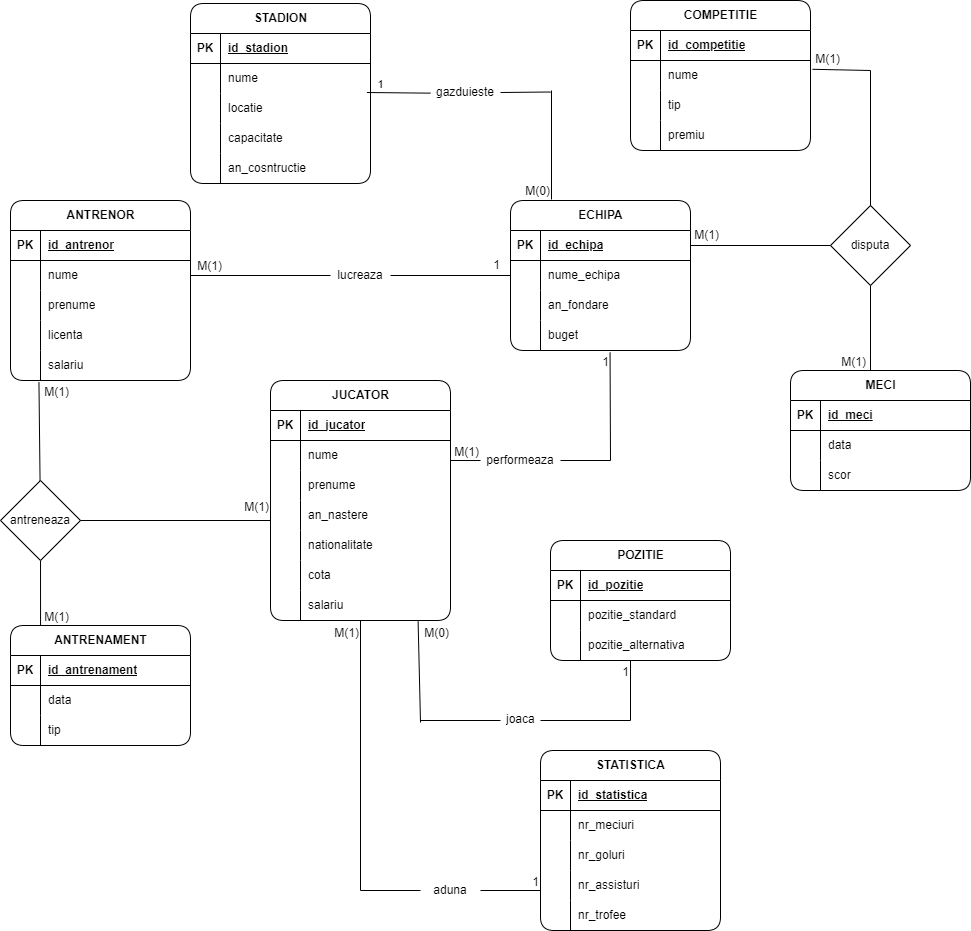 STADION
PK id_stadion
nume
locatie
capacitate
an_cosntructie
1
gazduieste
M(0)
COMPETITIE
PK id_competitie
nume
tip
premiu
M(1)
ANTRENOR
PK id_antrenor
nume
prenume
licenta
salariu
M(1)
lucreaza
1
ECHIPA
PK id_echipa
nume_echipa
an_fondare
buget
M(1)
disputa
M(1)
1
MECI
PK id_meci
data
scor
M(1)
JUCATOR
PK id_jucator
nume
prenume
an_nastere
nationalitate
cota
salariu
M(1)
performeaza
antreneaza
M(1)
M(1)
ANTRENAMENT
PK id_antrenament
data
tip
POZITIE
PK id_pozitie
pozitie_standard
pozitie_alternativa
M(1)
M(0)
1
joaca
STATISTICA
PK id_statistica
nr_meciuri
nr_goluri
nr_assisturi
nr_trofee
aduna
1